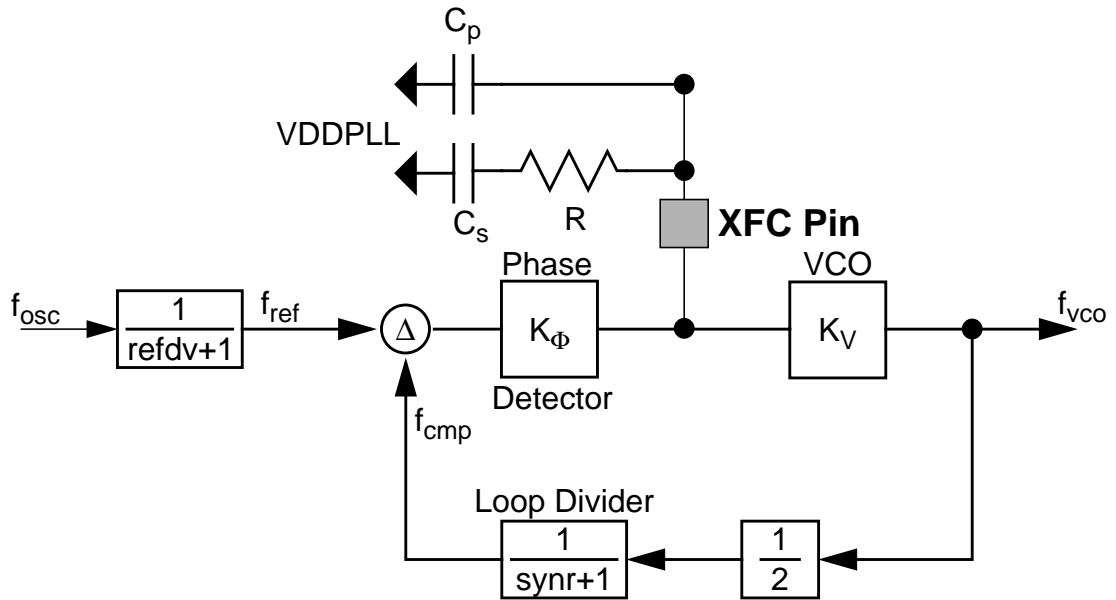 Cp
VDDPLL
Cs
R
XFC Pin
Phase
VCO
fosc
1
refdv+1
fref
Δ
KΦ
KV
fvco
Detector
fcmp
Loop Divider
1
synr+1
1
2